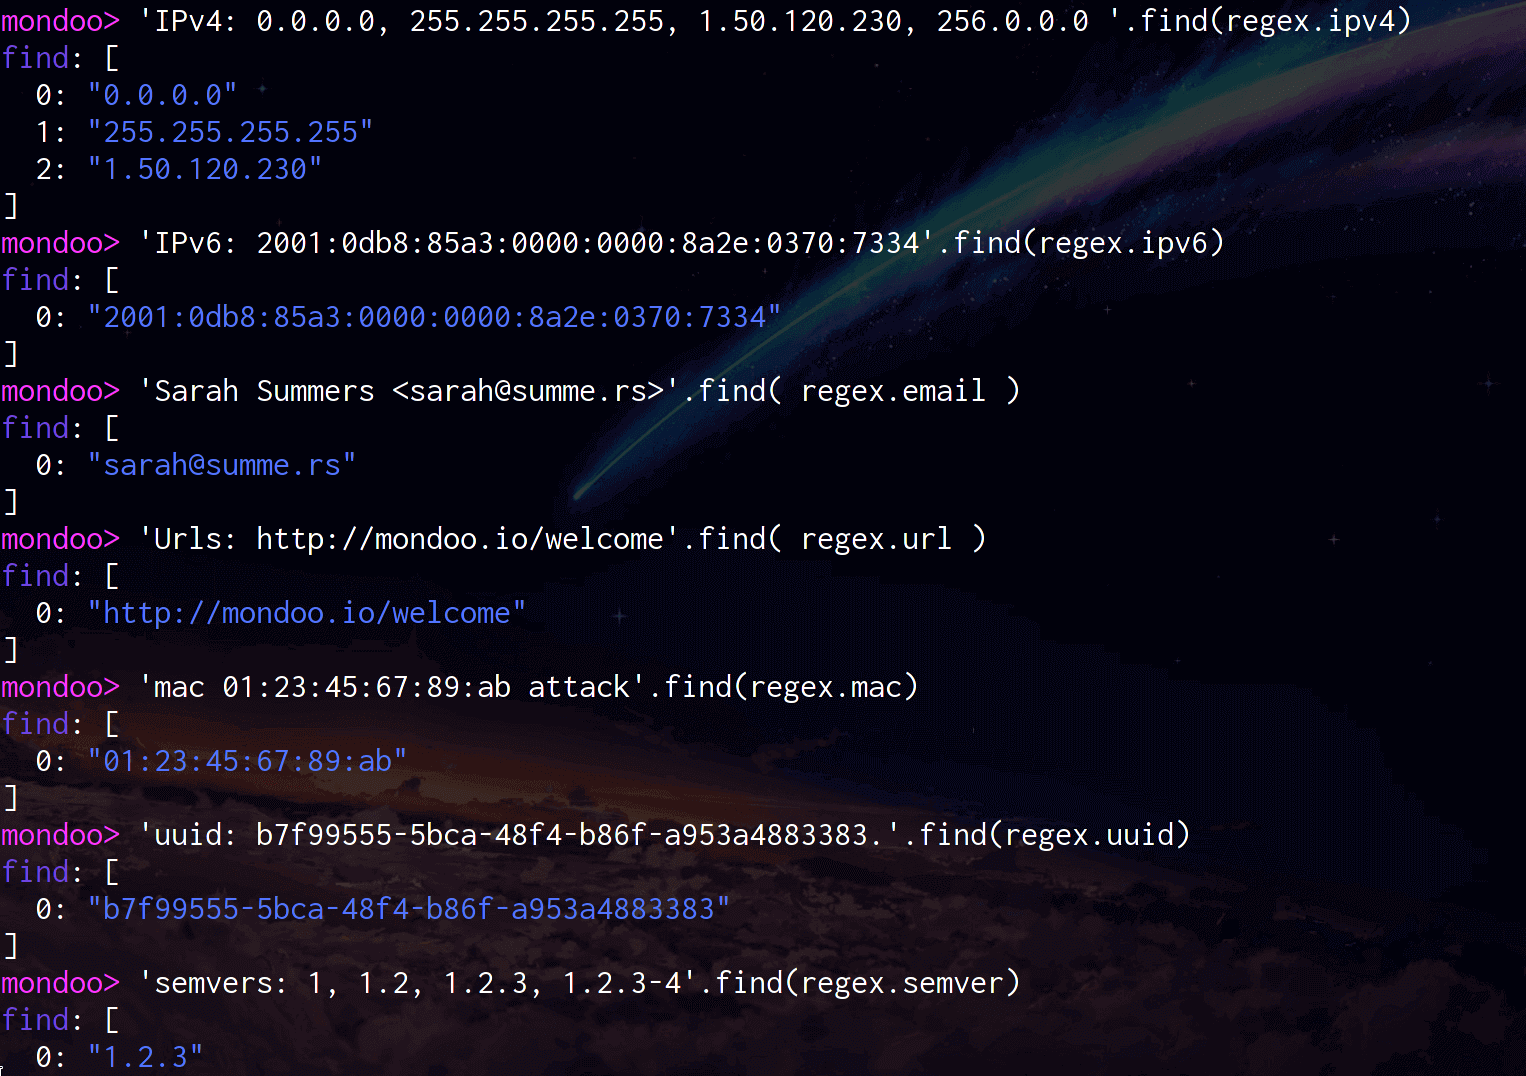 mondoo> 'IPv4: 0.0.0.0, 255.255.255.255, 1.50.120.230, 256.0.0.0 '.find(regex.ipv4)
find: [
  0: "0.0.0.0"
  1: "255.255.255.255"
  2: "1.50.120.230"
]
mondoo> 'IPv6: 2001:0db8:85a3:0000:0000:8a2e:0370:7334'.find(regex.ipv6)
find: [
  0: "2001:0db8:85a3:0000:0000:8a2e:0370:7334"
]
mondoo> 'Sarah Summers <sarah@summe.rs>'.find( regex.email )
find: [
  0: "sarah@summe.rs"
]
mondoo> 'Urls: http://mondoo.io/welcome'.find( regex.url )
find: [
  0: "http://mondoo.io/welcome"
]
mondoo> 'mac 01:23:45:67:89:ab attack'.find(regex.mac)
find: [
  0: "01:23:45:67:89:ab"
]
mondoo> 'uuid: b7f99555-5bca-48f4-b86f-a953a4883383.'.find(regex.uuid)
find: [
  0: "b7f99555-5bca-48f4-b86f-a953a4883383"
]
mondoo> 'semvers: 1, 1.2, 1.2.3, 1.2.3-4'.find(regex.semver)
find: [
  0: "1.2.3"